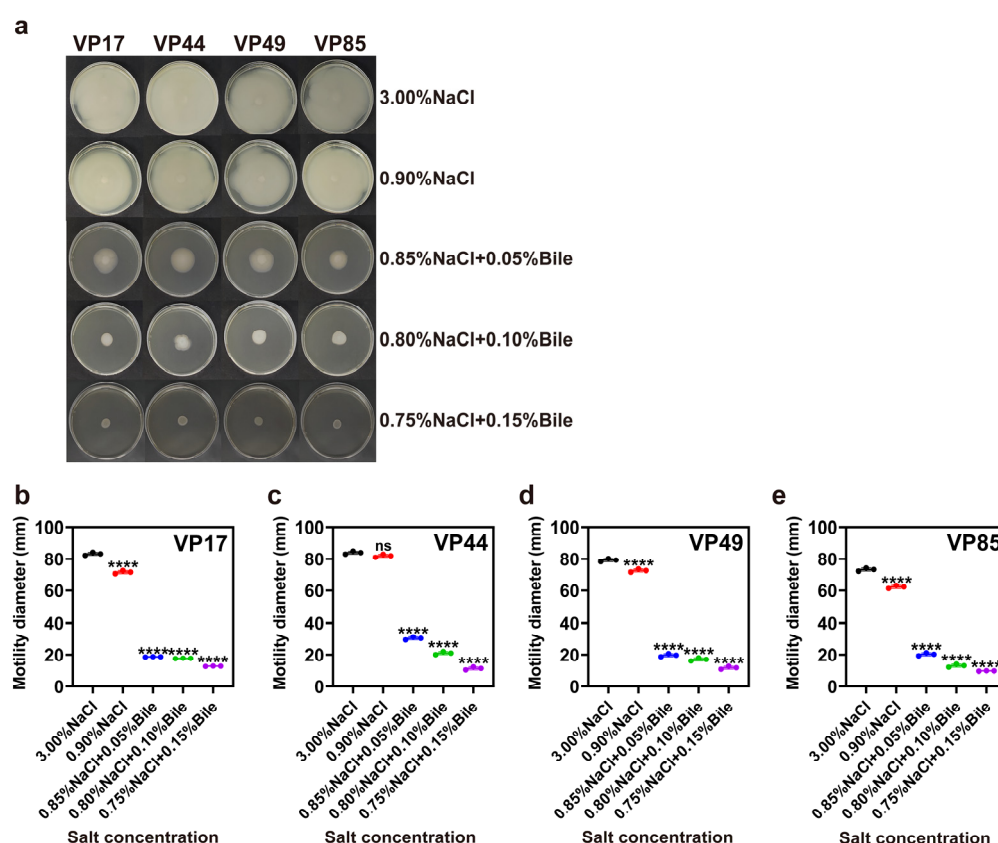 a
VP17 VP44 VP49 VP85
3.00%NaCl
0.90%NaCl
0.85%NaCl+0.05%Bile
0.80%NaCl+0.10%Bile
0.75%NaCl+0.15%Bile
b
Motility diameter (mm)
100
80
60
40
20
0
VP17
****
****
****
****
3.00%NaCl
0.90%NaCl
0.85%NaCl+0.05%Bile
0.80%NaCl+0.10%Bile
0.75%NaCl+0.15%Bile
Salt concentration
c
Motility diameter (mm)
100
80
60
40
20
0
VP44
ns
****
****
****
3.00%NaCl
0.90%NaCl
0.85%NaCl+0.05%Bile
0.80%NaCl+0.10%Bile
0.75%NaCl+0.15%Bile
Salt concentration
d
Motility diameter (mm)
100
80
60
40
20
0
VP49
****
****
****
****
3.00%NaCl
0.90%NaCl
0.85%NaCl+0.05%Bile
0.80%NaCl+0.10%Bile
0.75%NaCl+0.15%Bile
Salt concentration
e
Motility diameter (mm)
100
80
60
40
20
0
VP85
****
****
****
****
3.00%NaCl
0.90%NaCl
0.85%NaCl+0.05%Bile
0.80%NaCl+0.10%Bile
0.75%NaCl+0.15%Bile
Salt concentration